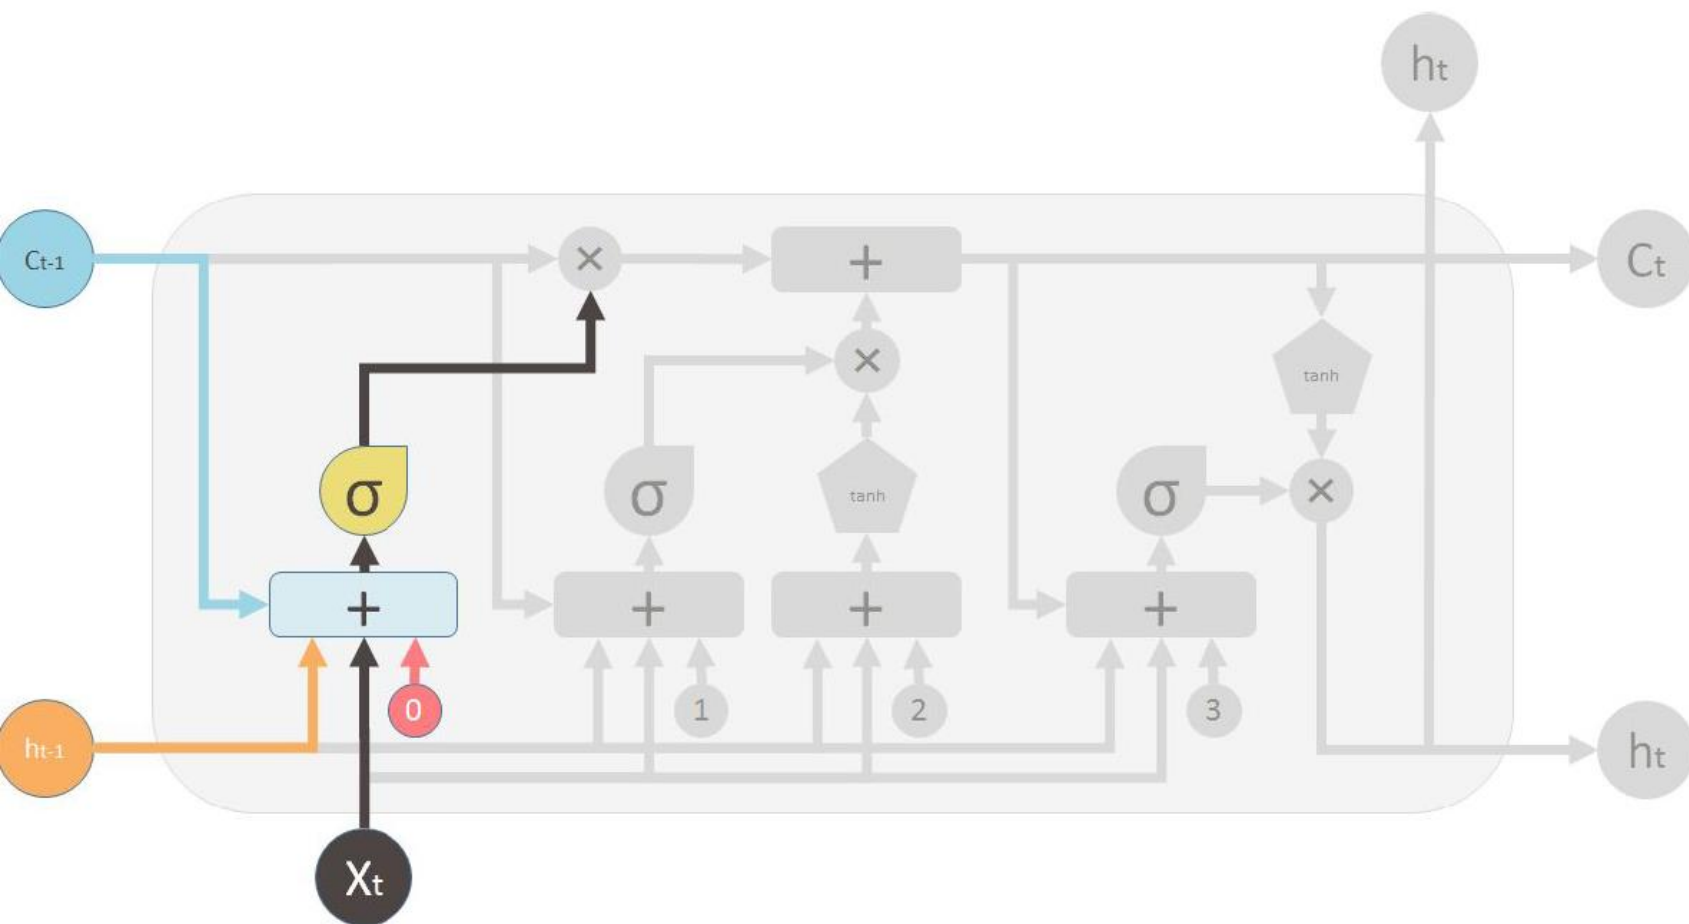 ht
Ct-1
×
+
Ct
×
tanh
σ
σ
tanh
σ
×
+
+
+
+
0
1
2
3
ht-1
ht
Xt